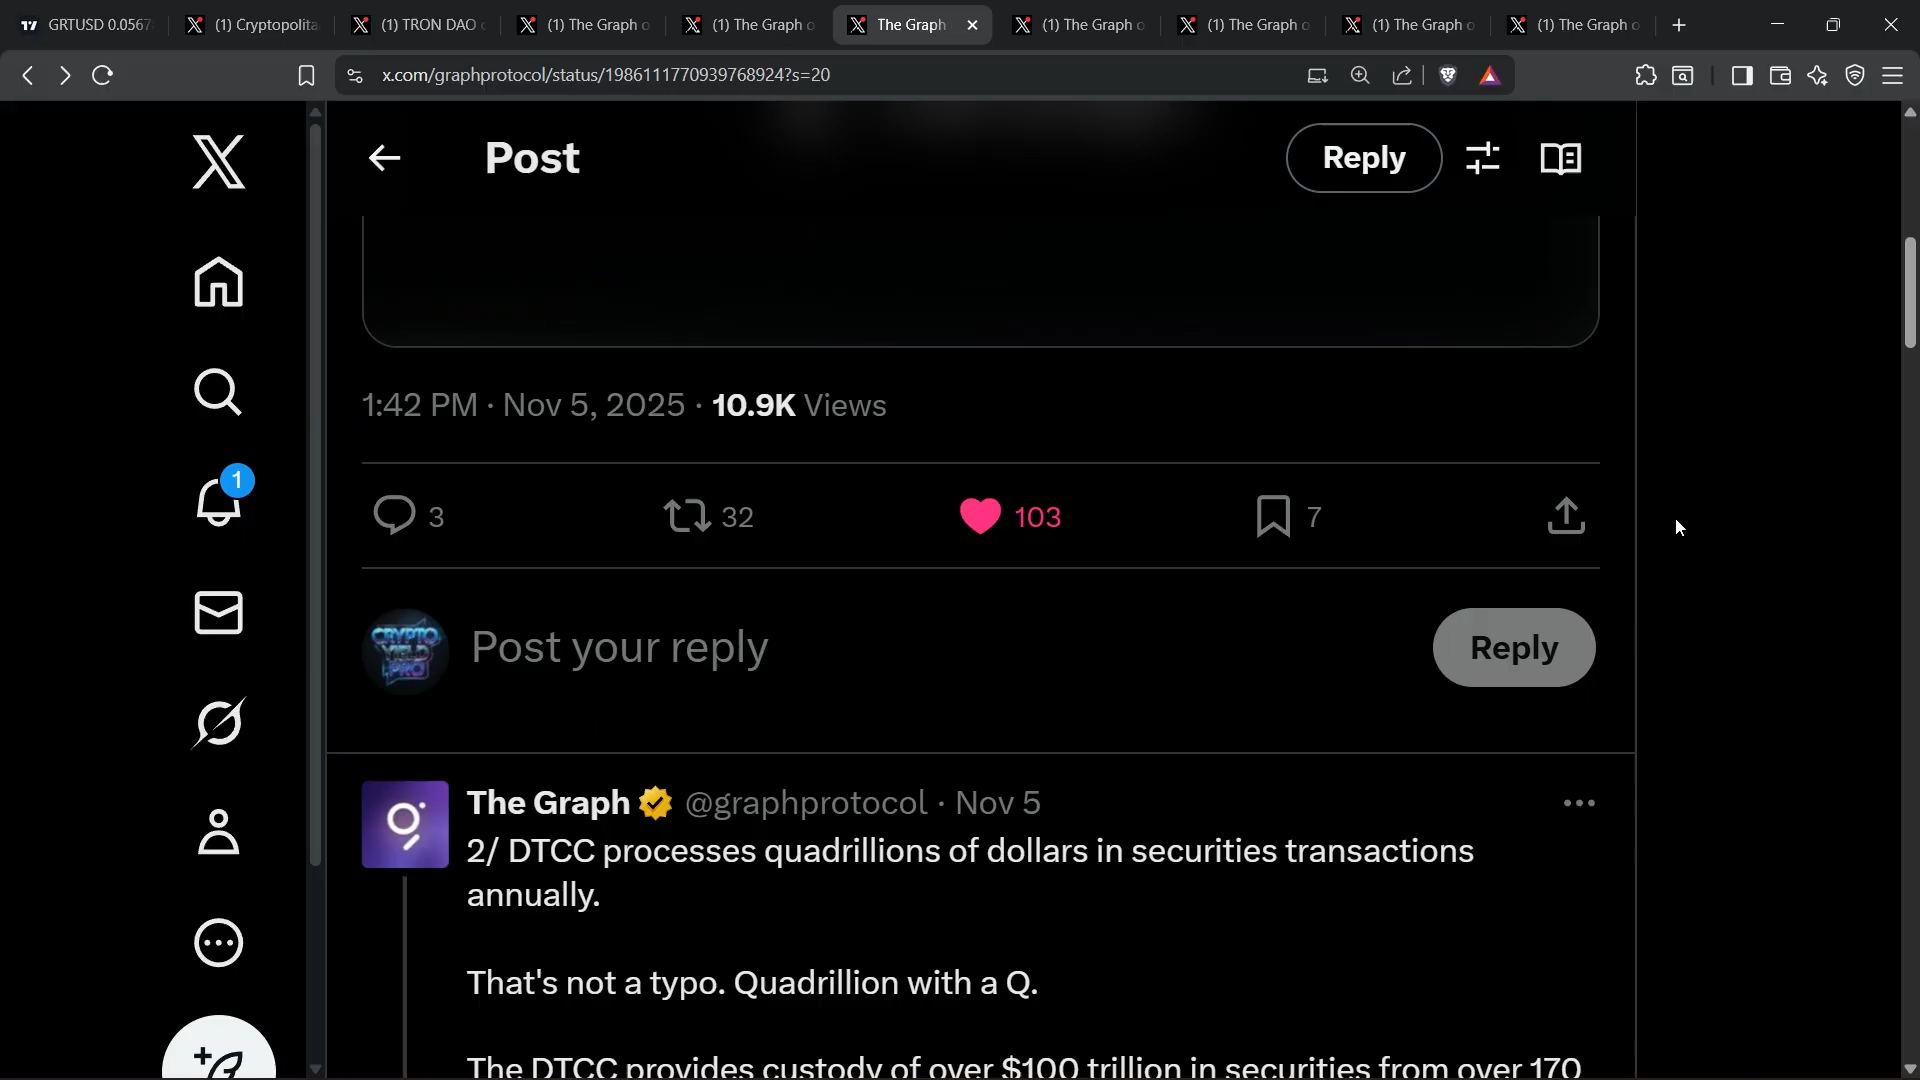 GRTUSD 0.0567
(1) Cryptopolita
(1) TRON DAO
(1) The Graph o
(1) The Graph o
The Graph
(1) The Graph o
(1) The Graph o
(1) The Graph o
(1) The Graph o
x.com/graphprotocol/status/1986111770939768924?s=20
Post
Reply
1:42 PM · Nov 5, 2025 · 10.9K Views
1
3
32
103
7
CRYPTO
YIELD
PRO
Post your reply
Reply
The Graph @graphprotocol · Nov 5
2/ DTCC processes quadrillions of dollars in securities transactions
annually.
That's not a typo. Quadrillion with a Q.
The DTCC provides custody of over $100 trillion in securities from over 170